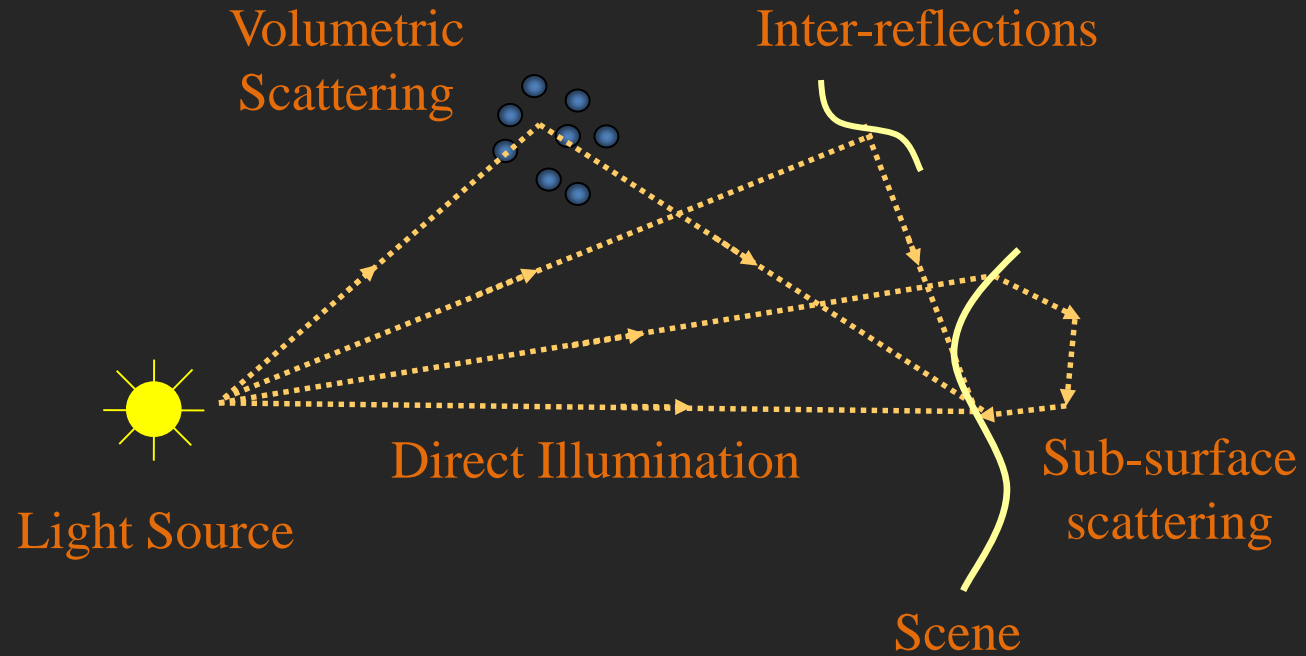 Volumetric
Scattering
Inter-reflections
Direct Illumination
Sub-surface
scattering
Light Source
Scene